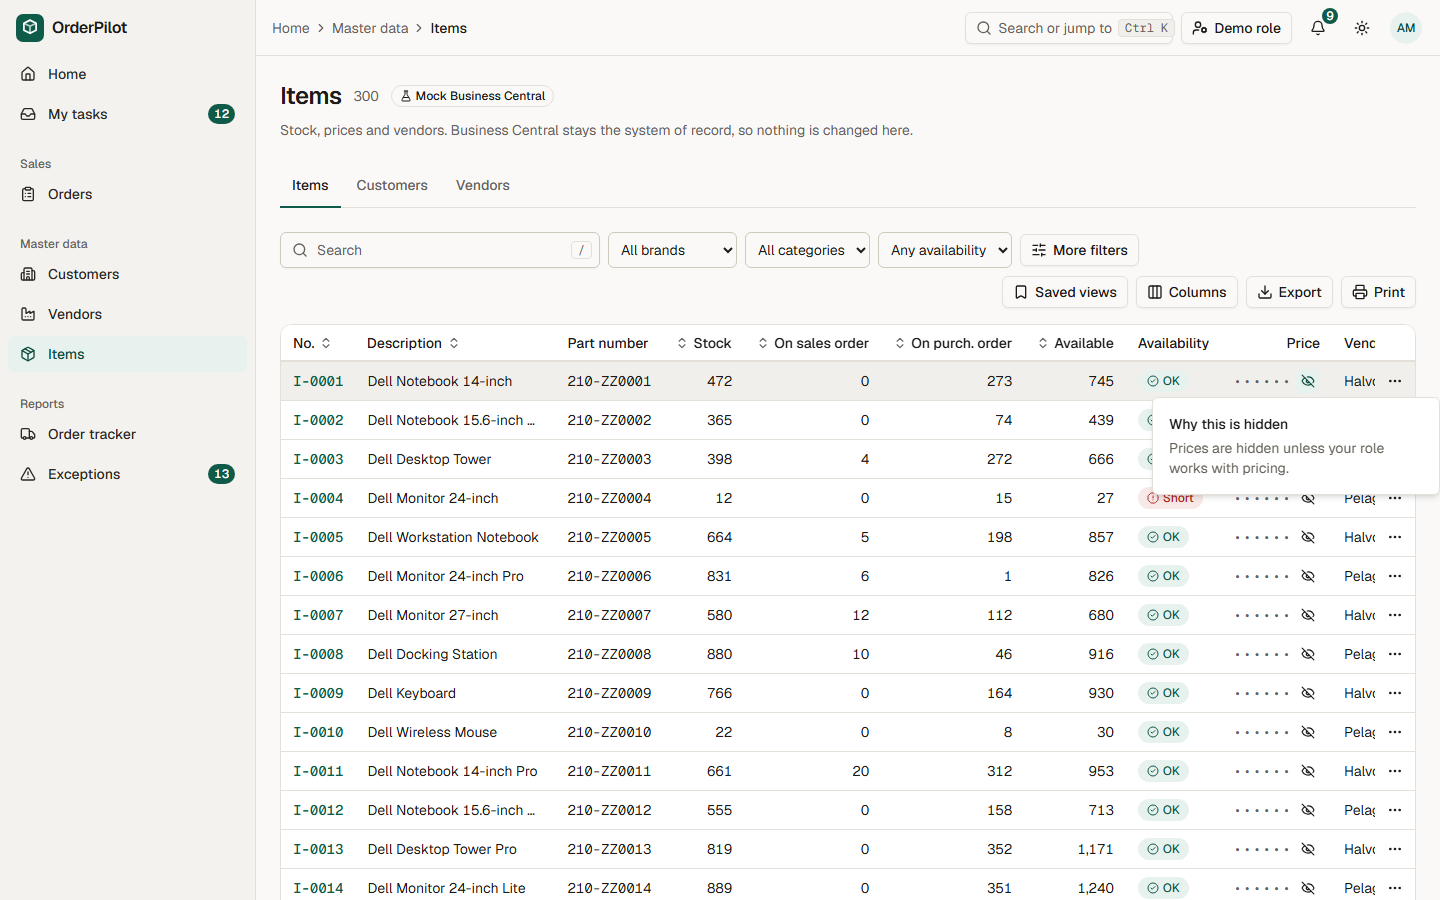 OrderPilot
Home
My tasks 12
Sales
Orders
Master data
Customers
Vendors
Items
Reports
Order tracker
Exceptions 13
Home > Master data > Items
Search or jump to Ctrl K
Demo role
9
AM
Items 300 Mock Business Central
Stock, prices and vendors. Business Central stays the system of record, so nothing is changed here.
Items Customers Vendors
Search /
All brands
All categories
Any availability
More filters
Saved views
Columns
Export
Print
No. Description Part number Stock On sales order On purch. order Available Availability Price Venc
I-0001 Dell Notebook 14-inch 210-ZZ0001 472 0 273 745 OK ······ Halvo ···
I-0002 Dell Notebook 15.6-inch ... 210-ZZ0002 365 0 74 439
I-0003 Dell Desktop Tower 210-ZZ0003 398 4 272 666
Why this is hidden
Prices are hidden unless your role
works with pricing.
I-0004 Dell Monitor 24-inch 210-ZZ0004 12 0 15 27 Short ······ Pelag ···
I-0005 Dell Workstation Notebook 210-ZZ0005 664 5 198 857 OK ······ Halvo ···
I-0006 Dell Monitor 24-inch Pro 210-ZZ0006 831 6 1 826 OK ······ Pelag ···
I-0007 Dell Monitor 27-inch 210-ZZ0007 580 12 112 680 OK ······ Halvo ···
I-0008 Dell Docking Station 210-ZZ0008 880 10 46 916 OK ······ Pelag ···
I-0009 Dell Keyboard 210-ZZ0009 766 0 164 930 OK ······ Halvo ···
I-0010 Dell Wireless Mouse 210-ZZ0010 22 0 8 30 OK ······ Pelag ···
I-0011 Dell Notebook 14-inch Pro 210-ZZ0011 661 20 312 953 OK ······ Halvo ···
I-0012 Dell Notebook 15.6-inch ... 210-ZZ0012 555 0 158 713 OK ······ Pelag ···
I-0013 Dell Desktop Tower Pro 210-ZZ0013 819 0 352 1,171 OK ······ Halvo ···
I-0014 Dell Monitor 24-inch Lite 210-ZZ0014 889 0 351 1,240 OK ······ Pelag ···